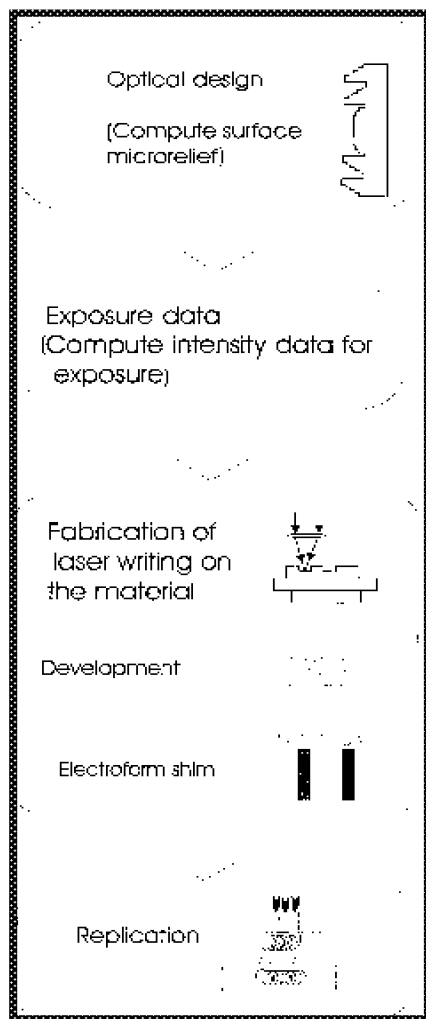 Optical design
(Compute surface
microrelief)
Exposure data
(Compute intensity data for
exposure)
Fabrication of
laser writing on
the material
Development
Electroform shim
Replication